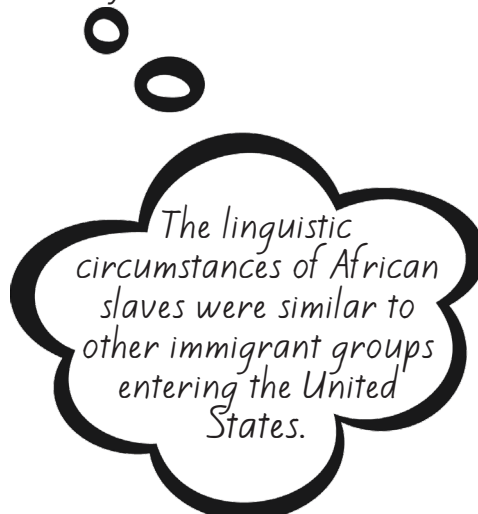 The linguistic
circumstances of African
slaves were similar to
other immigrant groups
entering the United
States.